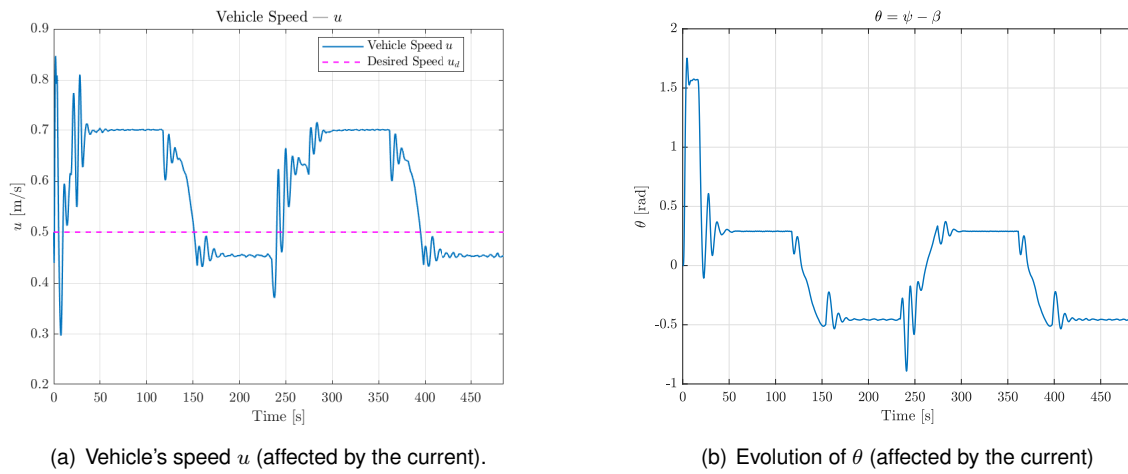 Vehicle Speed — u
0.9
0.8
0.7
0.6
0.5
0.4
0.3
0.2
u [m/s]
Vehicle Speed u
Desired Speed u_d
0 50 100 150 200 250 300 350 400 450
Time [s]
(a) Vehicle's speed u (affected by the current).
θ = ψ − β
2
1.5
1
0.5
0
-0.5
-1
θ [rad]
0 50 100 150 200 250 300 350 400 450
Time [s]
(b) Evolution of θ (affected by the current)